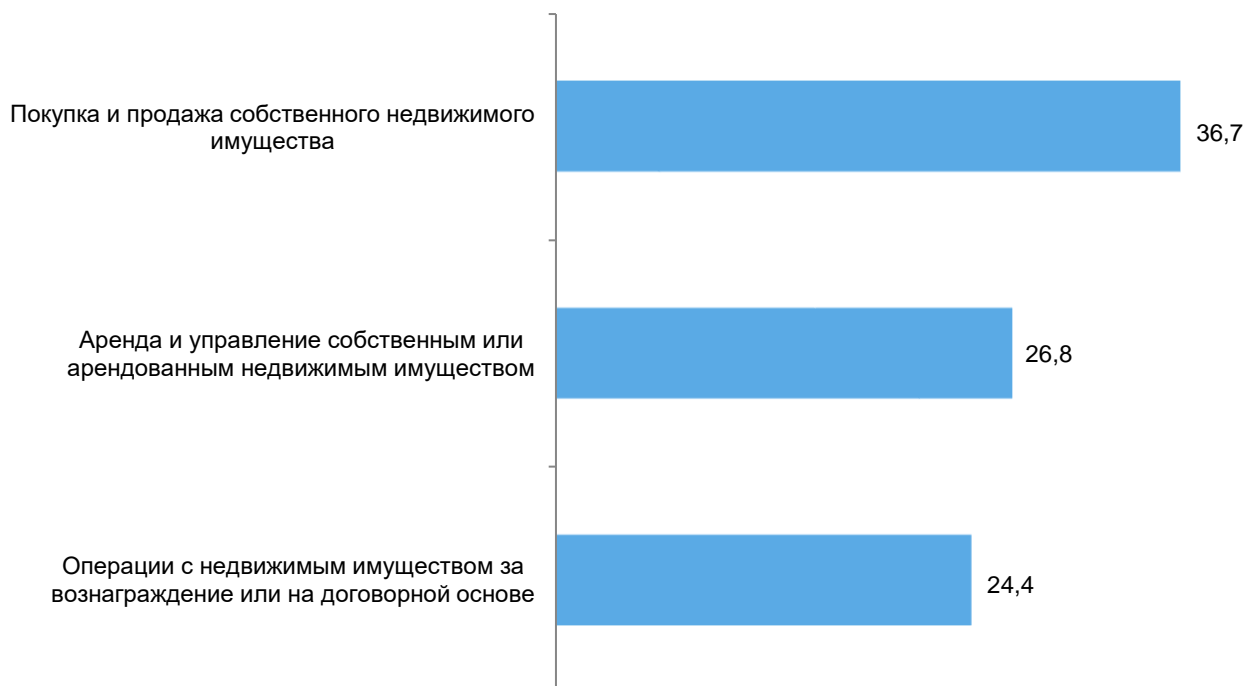 Покупка и продажа собственного недвижимого
имущества
36,7
Аренда и управление собственным или
арендованным недвижимым имуществом
26,8
Операции с недвижимым имуществом за
вознаграждение или на договорной основе
24,4